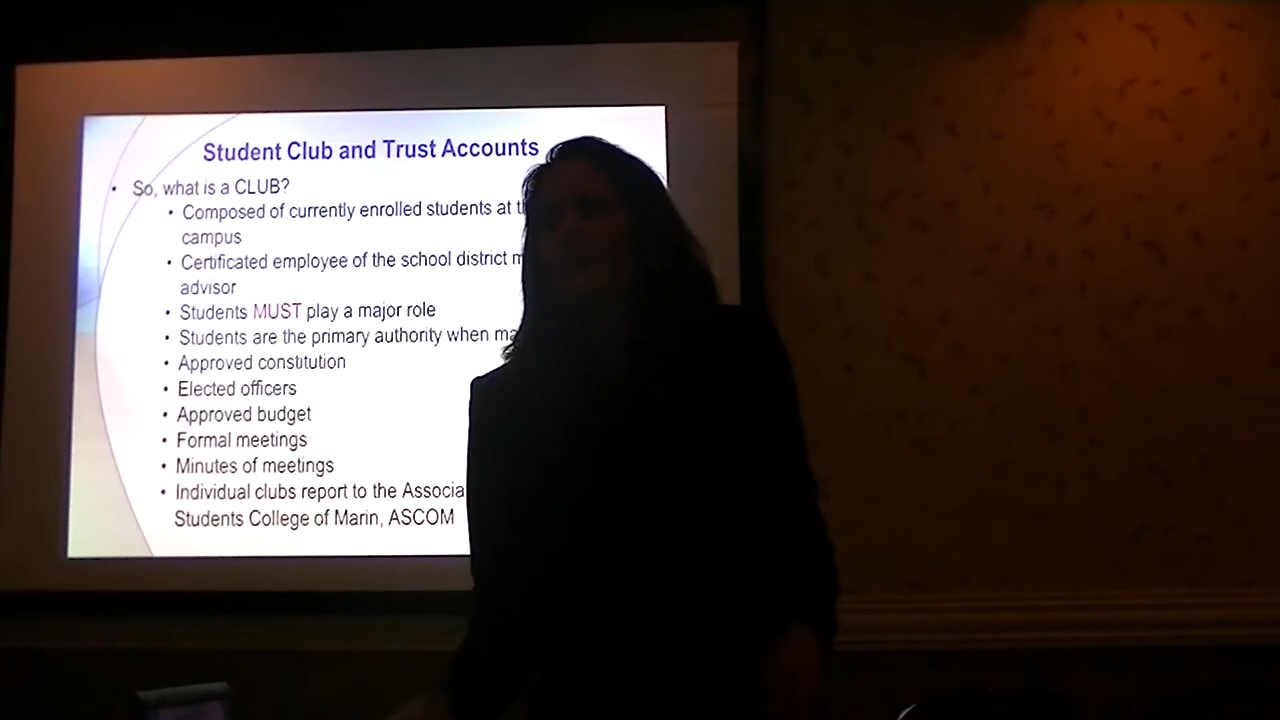 Student Club and Trust Accounts
• So, what is a CLUB?
• Composed of currently enrolled students at
campus
• Certificated employee of the school district
advisor
• Students MUST play a major role
• Students are the primary authority when
• Approved constitution
• Elected officers
• Approved budget
• Formal meetings
• Minutes of meetings
• Individual clubs report to the
Students College of Marin, ASCOM